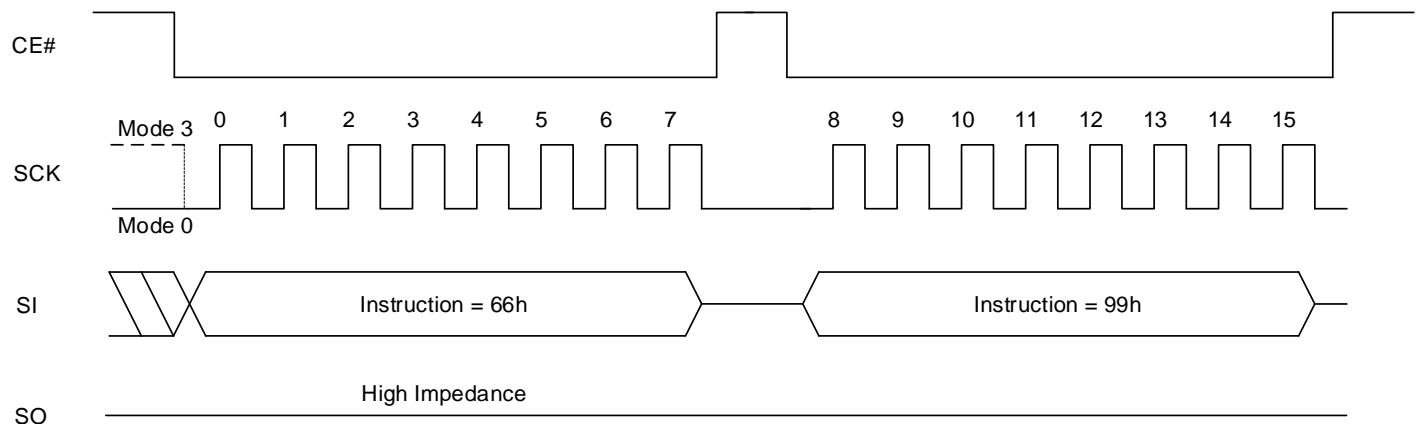 CE#
Mode 3
0 1 2 3 4 5 6 7 8 9 10 11 12 13 14 15
SCK
Mode 0
SI
Instruction = 66h
Instruction = 99h
High Impedance
SO